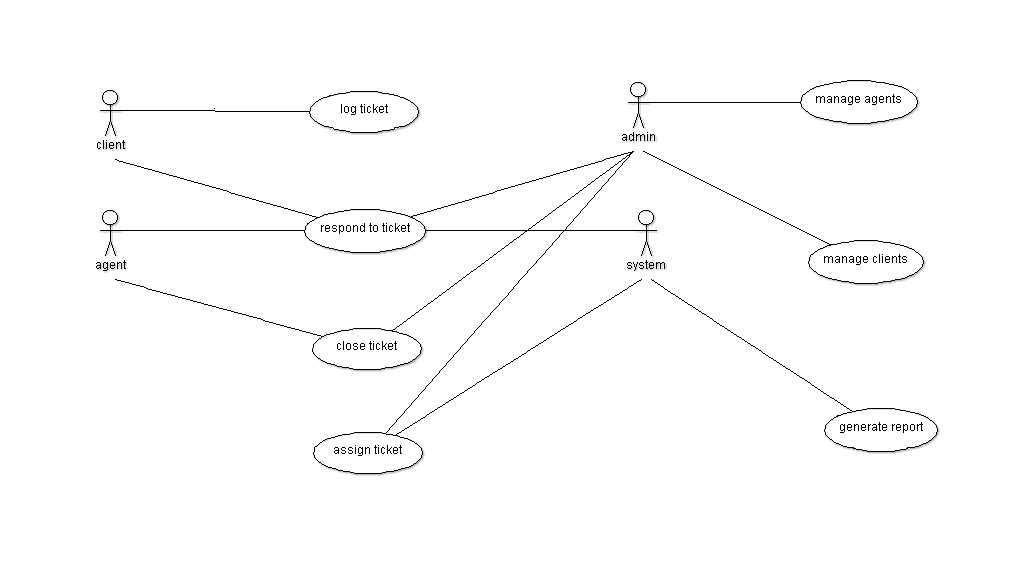 log ticket
manage agents
admin
client
respond to ticket
agent
system
manage clients
close ticket
generate report
assign ticket